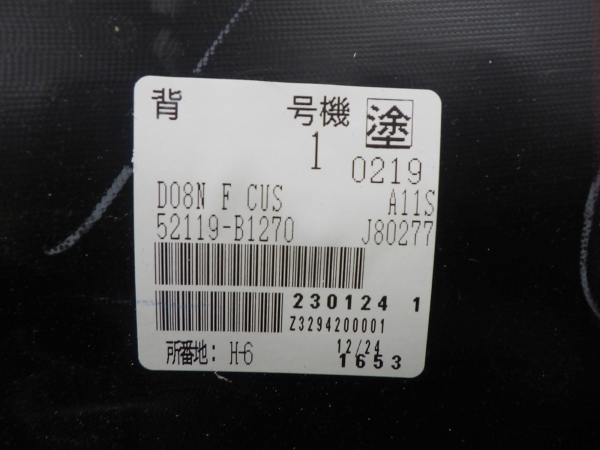 背 号機 塗
1 0219
D08N F CUS A11S
52119-B1270 J80277
230124 1
Z3294200001
12/24
所番地: H-6 1653